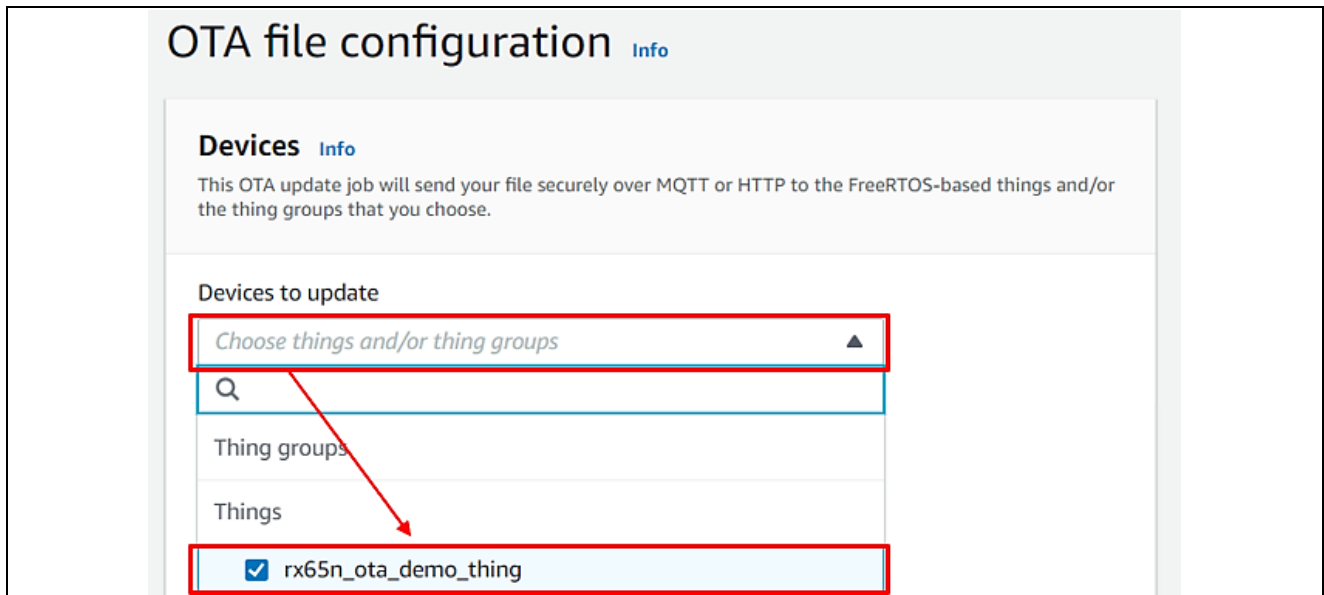 OTA file configuration Info
Devices Info
This OTA update job will send your file securely over MQTT or HTTP to the FreeRTOS-based things and/or
the thing groups that you choose.
Devices to update
Choose things and/or thing groups
Thing groups
Things
rx65n_ota_demo_thing